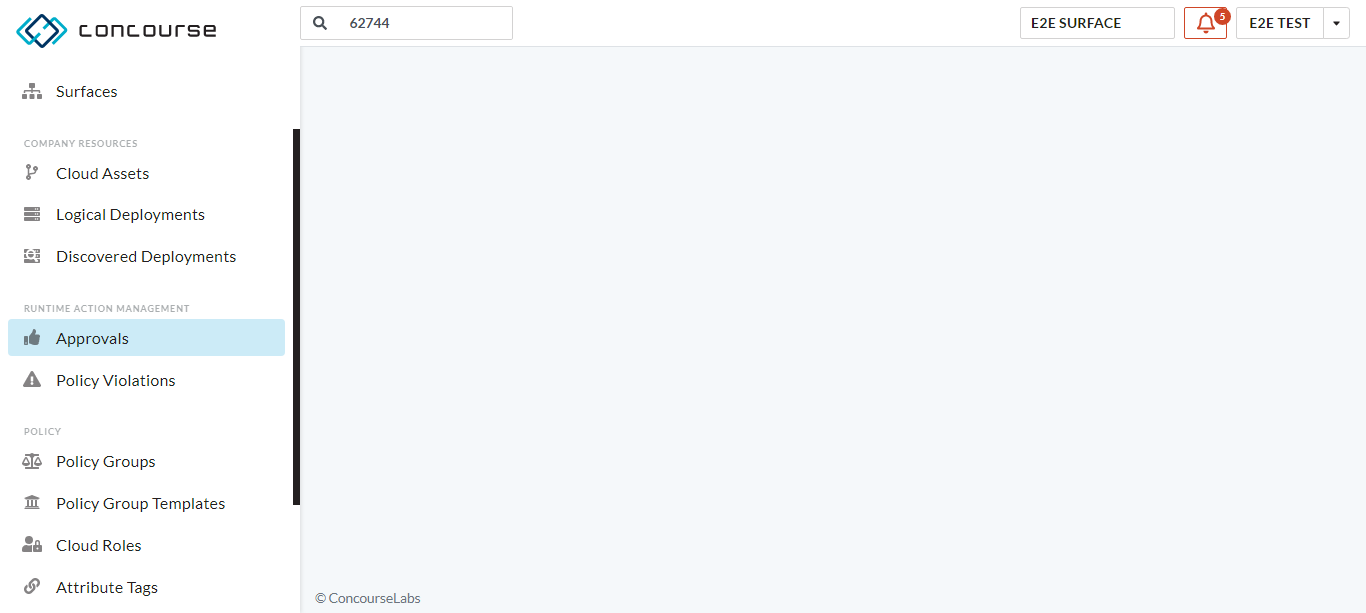 concourse
62744
E2E SURFACE
5
E2E TEST
Surfaces
COMPANY RESOURCES
Cloud Assets
Logical Deployments
Discovered Deployments
RUNTIME ACTION MANAGEMENT
Approvals
Policy Violations
POLICY
Policy Groups
Policy Group Templates
Cloud Roles
Attribute Tags
© ConcourseLabs